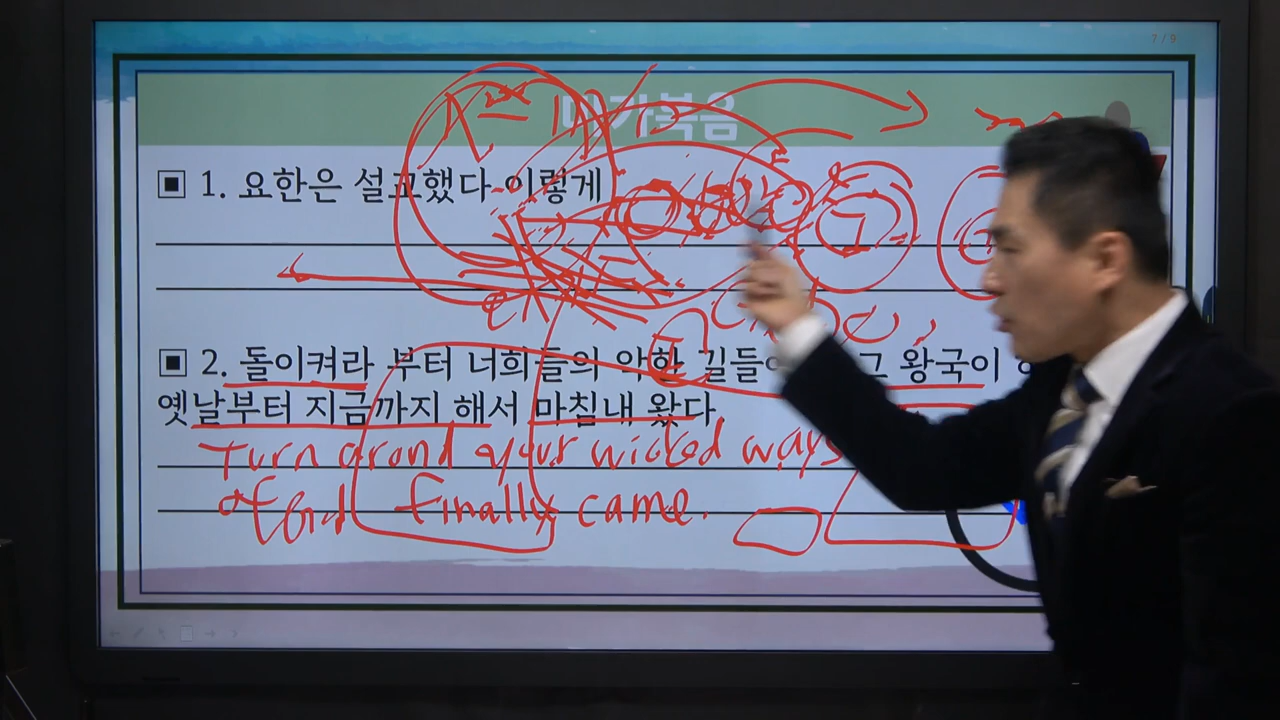 7 / 9
마가복음
▣ 1. 요한은 설교했다 이렇게
▣ 2. 돌이켜라 부터 너희들의 악한 길들 그 왕국이
옛날부터 지금까지 해서 마침내 왔다
Turn arond your wicked ways
of God finally came.